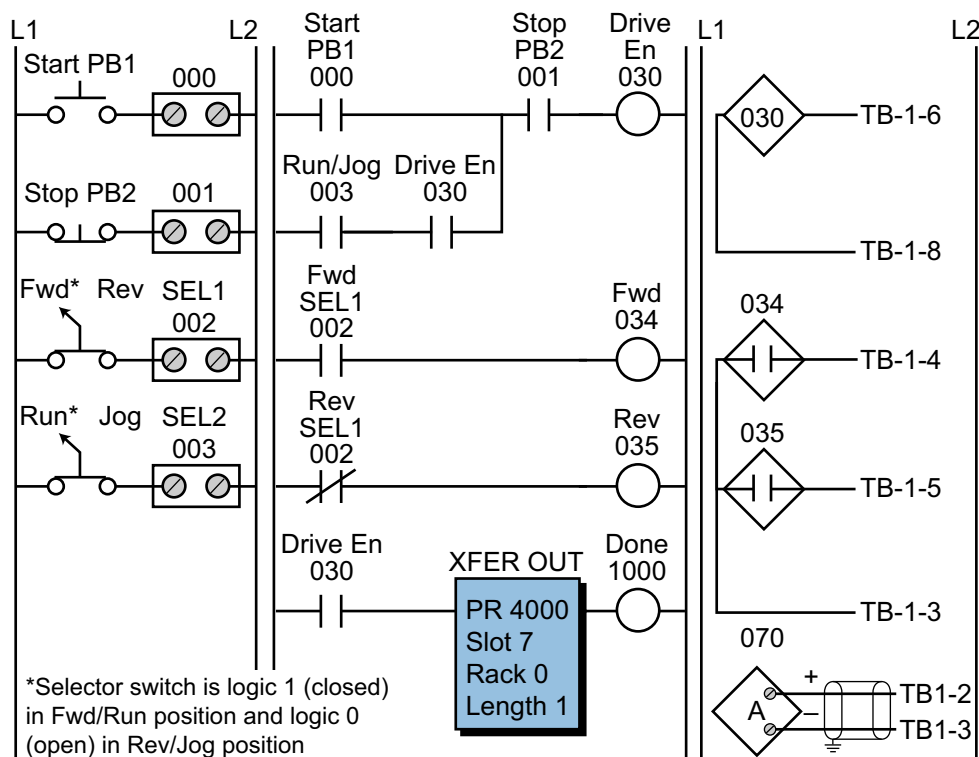 L1
L2
Start PB1
000
Stop PB2
001
Fwd* Rev
SEL1
002
Run* Jog
SEL2
003
*Selector switch is logic 1 (closed)
in Fwd/Run position and logic 0
(open) in Rev/Jog position
Start
PB1
000
Stop
PB2
001
Drive
En
030
Run/Jog
003
Drive En
030
Fwd
SEL1
002
Fwd
034
Rev
SEL1
002
Rev
035
Drive En
030
XFER OUT
PR 4000
Slot 7
Rack 0
Length 1
Done
1000
L1
L2
030
TB-1-6
TB-1-8
034
TB-1-4
035
TB-1-5
TB-1-3
070
A
+
–
TB1-2
TB1-3